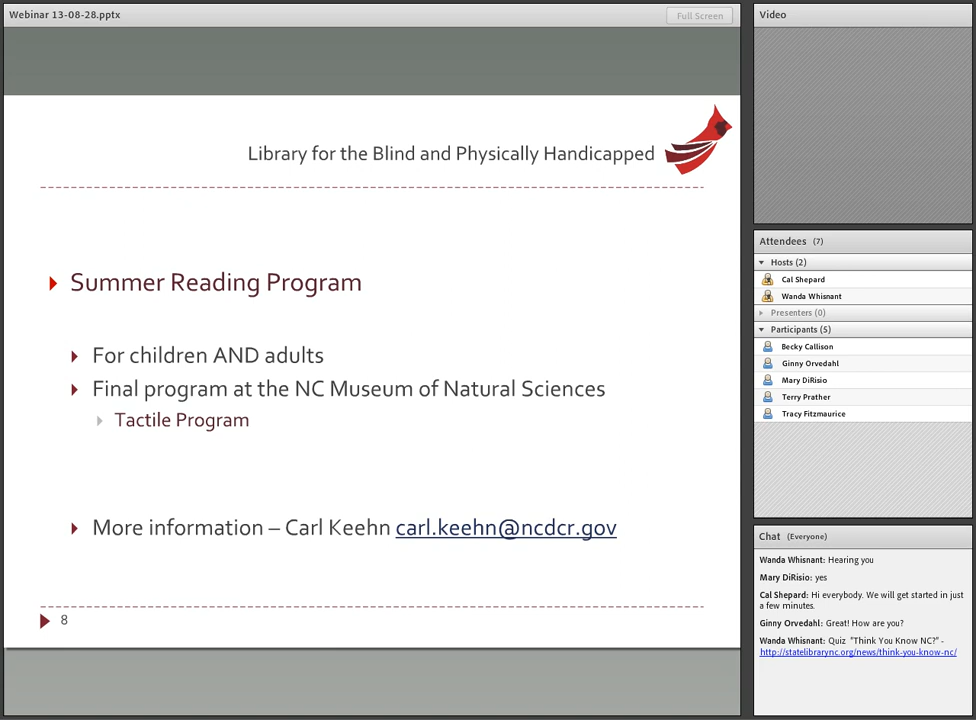 Webinar 13-08-28.pptx
Full Screen
Library for the Blind and Physically Handicapped
Summer Reading Program
For children AND adults
Final program at the NC Museum of Natural Sciences
Tactile Program
More information – Carl Keehn carl.keehn@ncdcr.gov
8
Video
Attendees (7)
Hosts (2)
Cal Shepard
Wanda Whisnant
Presenters (0)
Participants (5)
Becky Callison
Ginny Orvedahl
Mary DiRisio
Terry Prather
Tracy Fitzmaurice
Chat (Everyone)
Wanda Whisnant: Hearing you
Mary DiRisio: yes
Cal Shepard: Hi everybody. We will get started in just
a few minutes.
Ginny Orvedahl: Great! How are you?
Wanda Whisnant: Quiz "Think You Know NC?" -
http://statelibrarync.org/news/think-you-know-nc/